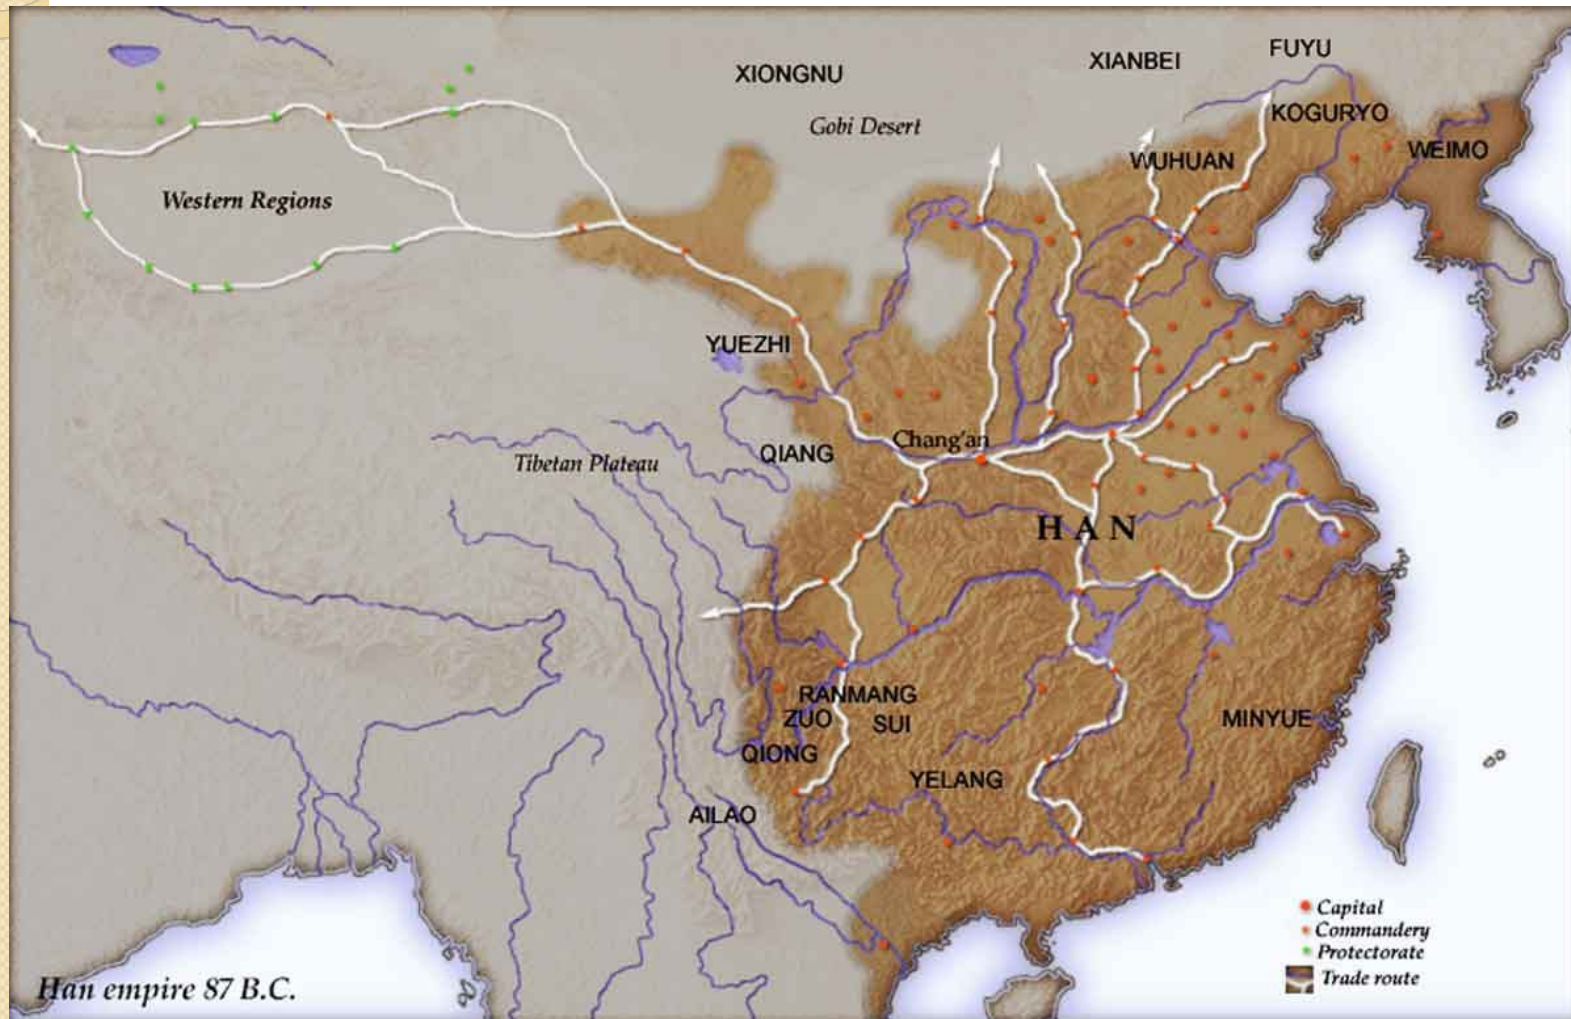 FUYU
XIANBEI
XIONGNU
KOGURYO
Gobi Desert
WEIMO
WUHUAN
Western Regions
YUEZHI
Chang'an
QIANG
Tibetan Plateau
HAN
RANMANG
ZUO
SUI
MINYUE
QIONG
YELANG
AILAO
Capital
Commandery
Protectorate
Trade route
Han empire 87 B.C.